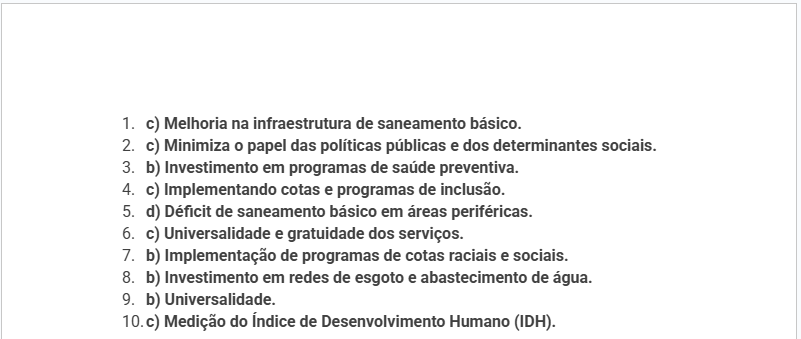 1. c) Melhoria na infraestrutura de saneamento básico.
2. c) Minimiza o papel das políticas públicas e dos determinantes sociais.
3. b) Investimento em programas de saúde preventiva.
4. c) Implementando cotas e programas de inclusão.
5. d) Déficit de saneamento básico em áreas periféricas.
6. c) Universalidade e gratuidade dos serviços.
7. b) Implementação de programas de cotas raciais e sociais.
8. b) Investimento em redes de esgoto e abastecimento de água.
9. b) Universalidade.
10. c) Medição do Índice de Desenvolvimento Humano (IDH).